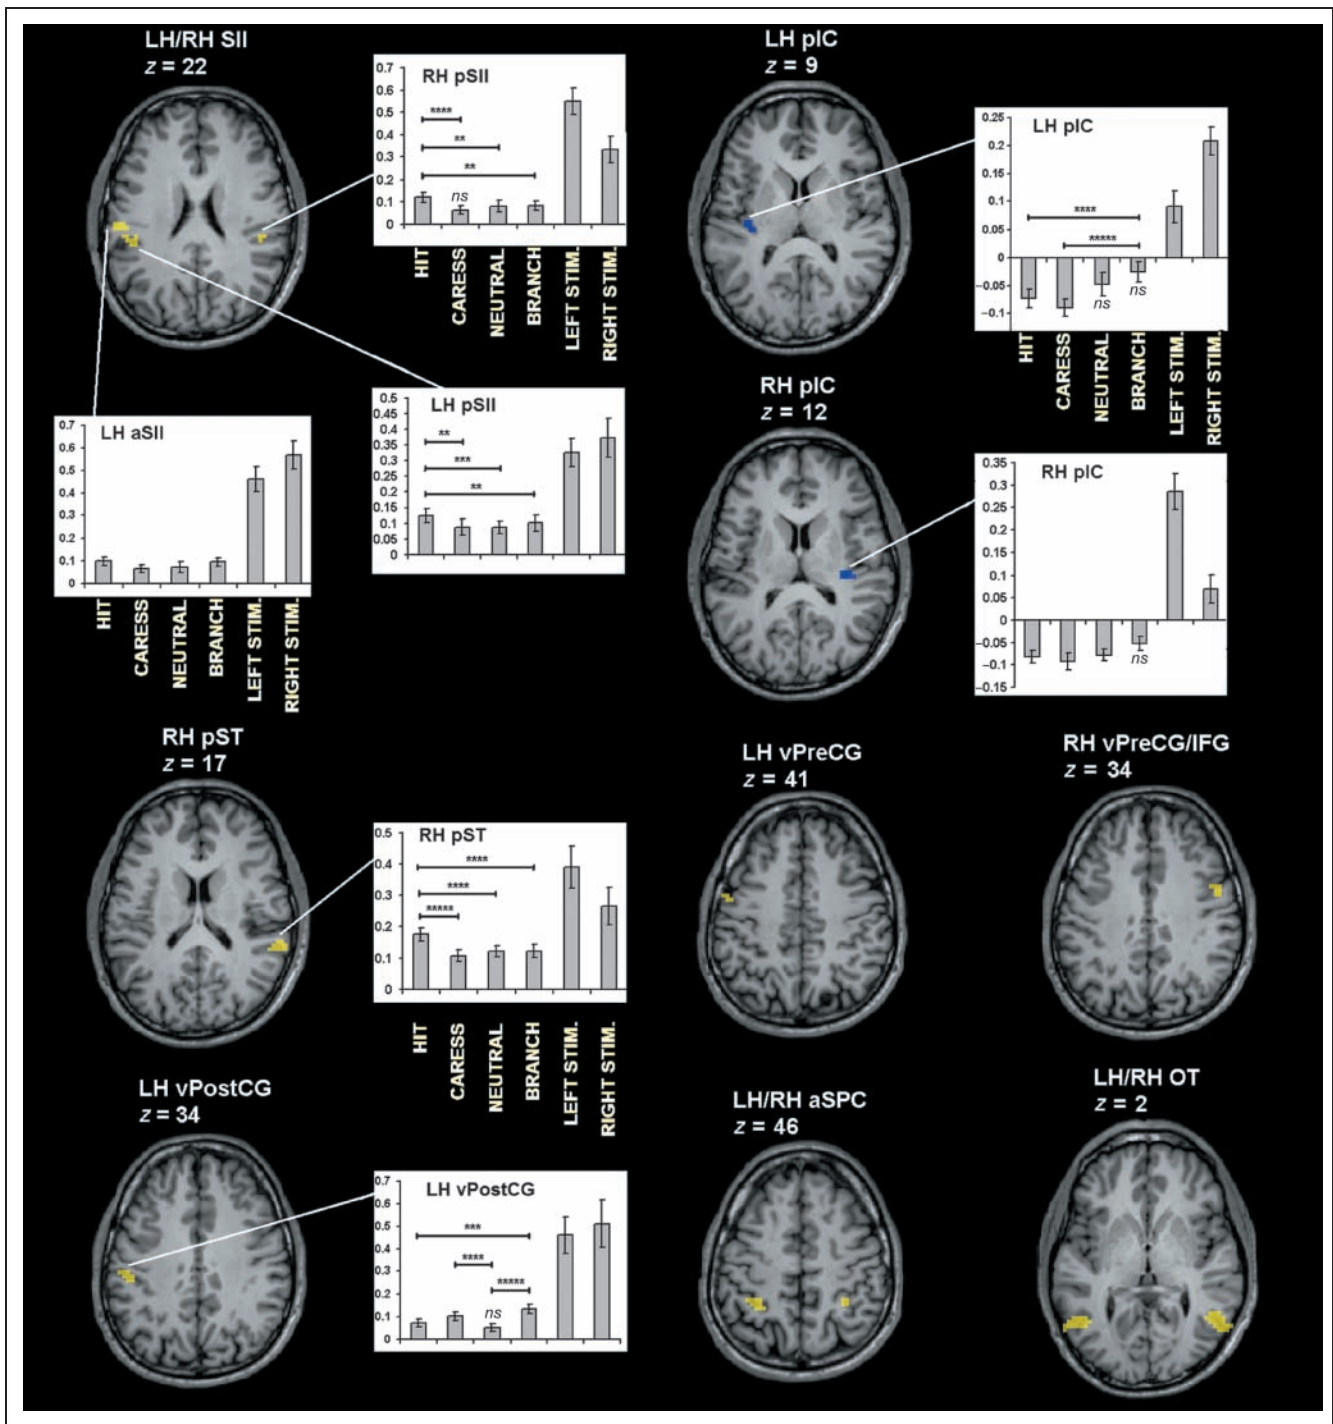 LH/RH SII
z = 22
RH pSII
0.7
0.6
0.5
0.4
0.3
0.2
0.1
0
****
**
**
ns
HIT
CARESS
NEUTRAL
BRANCH
LEFT STIM.
RIGHT STIM.
LH aSII
0.7
0.6
0.5
0.4
0.3
0.2
0.1
0
HIT
CARESS
NEUTRAL
BRANCH
LEFT STIM.
RIGHT STIM.
LH pSII
0.5
0.45
0.4
0.35
0.3
0.25
0.2
0.15
0.1
0.05
0
**
***
**
LH pIC
z = 9
LH pIC
0.25
0.2
0.15
0.1
0.05
0
−0.05
−0.1
****
*****
ns
ns
HIT
CARESS
NEUTRAL
BRANCH
LEFT STIM.
RIGHT STIM.
RH pIC
z = 12
RH pIC
0.35
0.3
0.25
0.2
0.15
0.1
0.05
0
−0.05
−0.1
−0.15
ns
RH pST
z = 17
RH pST
0.5
0.4
0.3
0.2
0.1
0
****
****
*****
HIT
CARESS
NEUTRAL
BRANCH
LEFT STIM.
RIGHT STIM.
LH vPreCG
z = 41
RH vPreCG/IFG
z = 34
LH vPostCG
z = 34
LH vPostCG
0.7
0.6
0.5
0.4
0.3
0.2
0.1
0
***
****
*****
ns
LH/RH aSPC
z = 46
LH/RH OT
z = 2